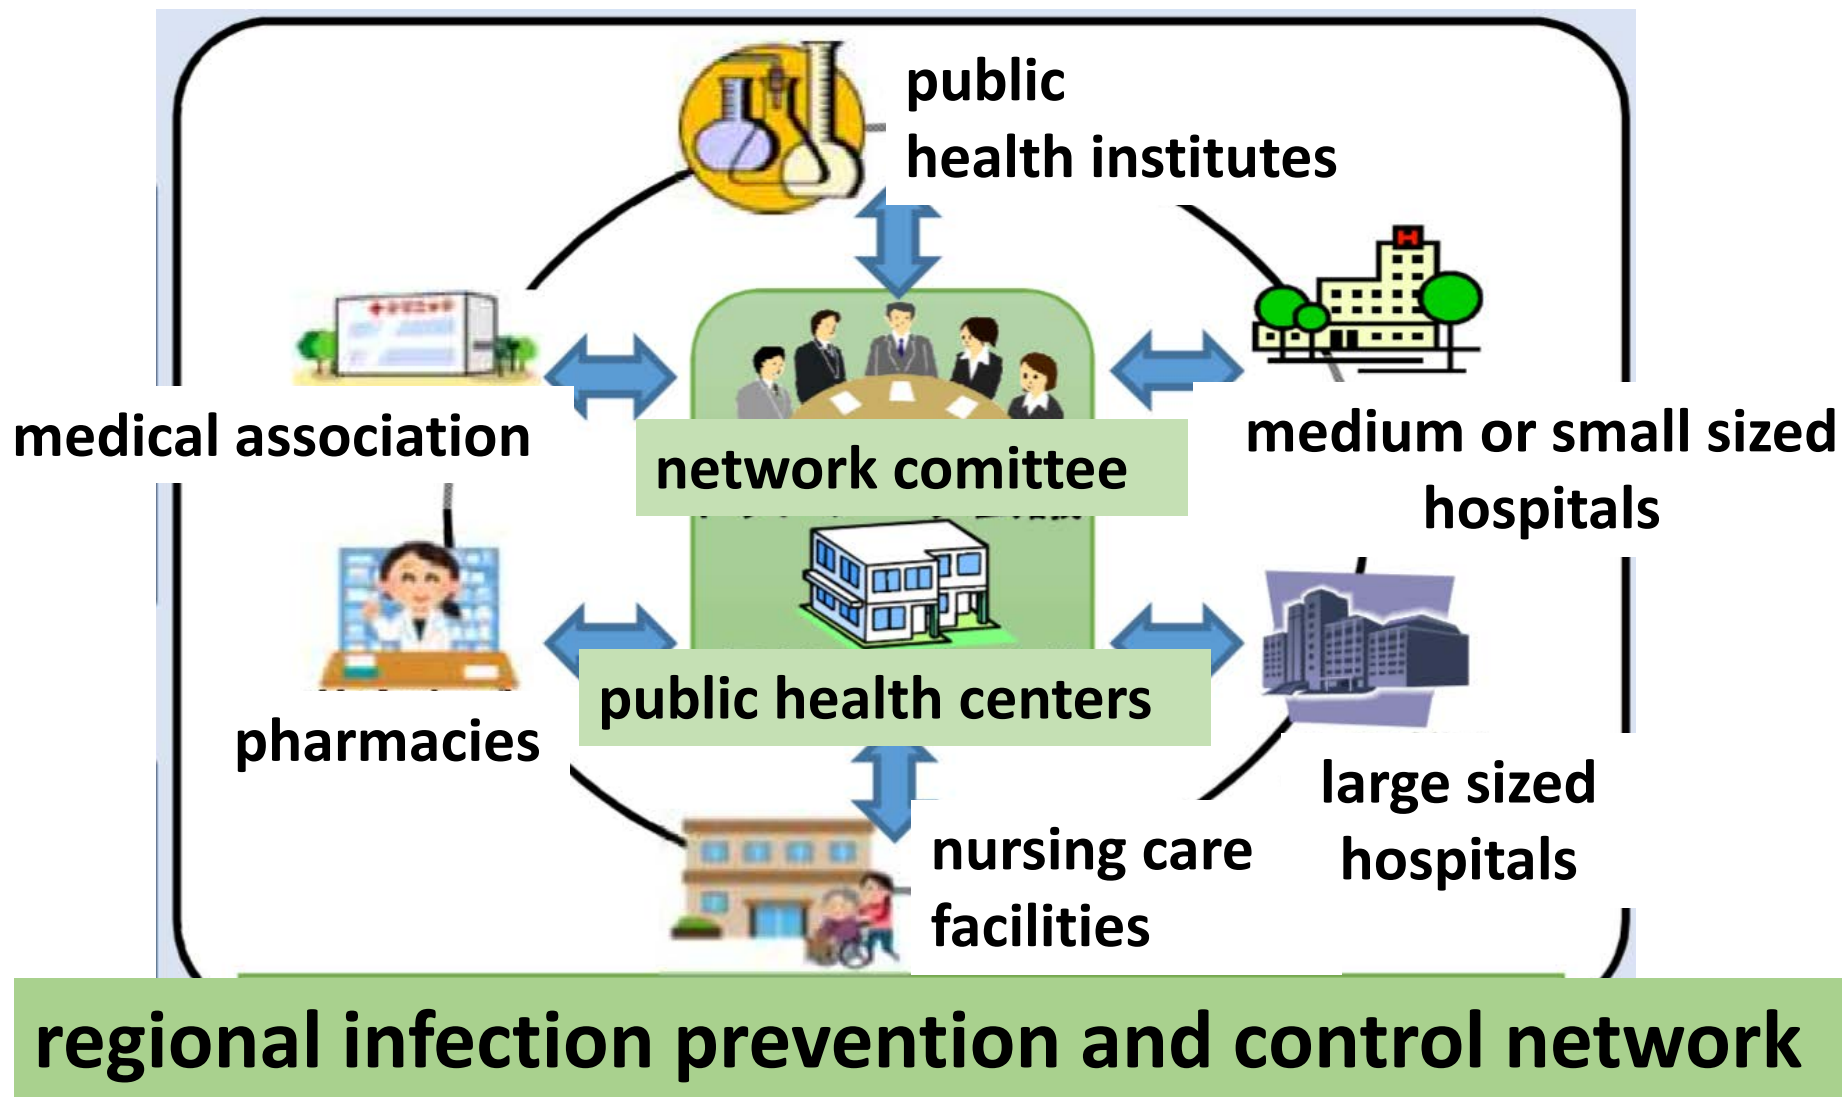 public
health institutes
medical association
network comittee
medium or small sized
hospitals
public health centers
pharmacies
large sized
hospitals
nursing care
facilities
regional infection prevention and control network